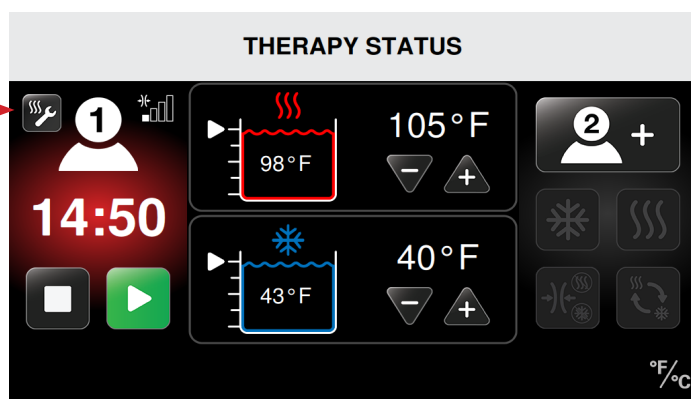 THERAPY STATUS
1
105°F
2 +
98°F
- +
14:50
40°F
43°F
- +
°F/°C